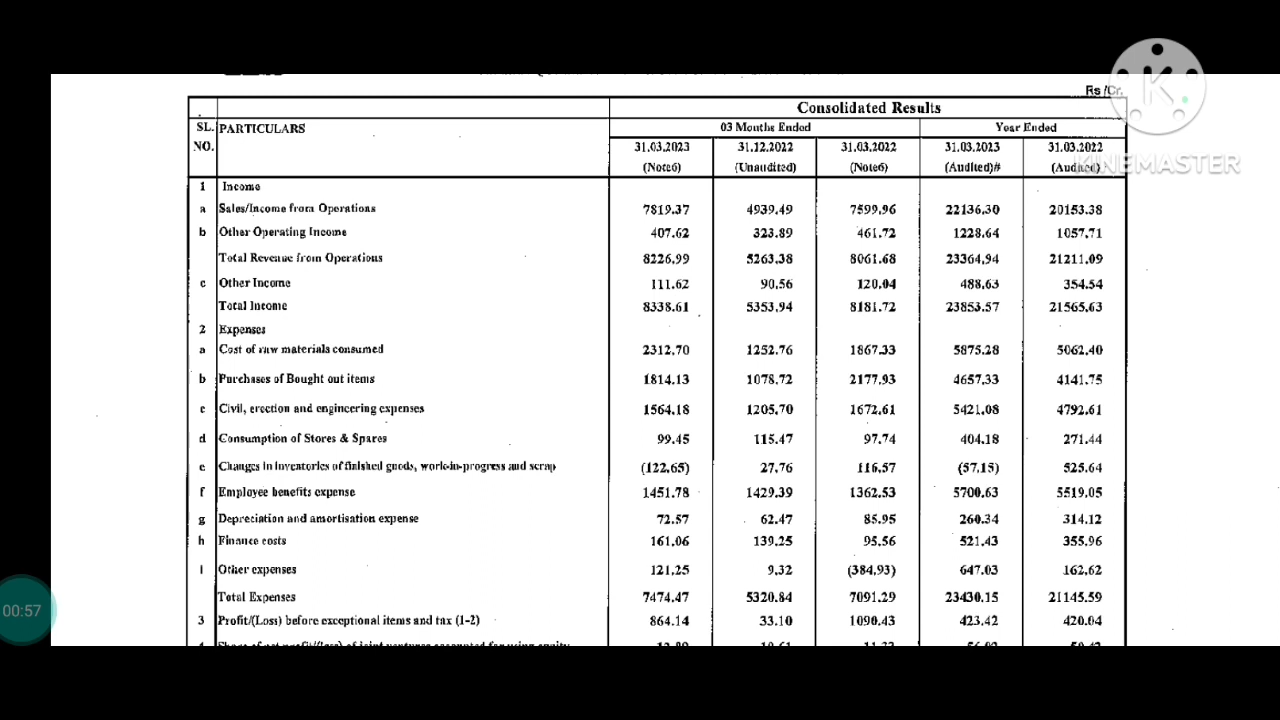 Rs /Cr.
Consolidated Results
SL. NO. PARTICULARS 03 Months Ended Year Ended
31.03.2023 31.12.2022 31.03.2022 31.03.2023 31.03.2022
(Note6) (Unaudited) (Note6) (Audited)# (Audited)
KINEMASTER
1 Income
a Sales/Income from Operations 7819.37 4939.49 7599.96 22136.30 20153.38
b Other Operating Income 407.62 323.89 461.72 1228.64 1057.71
Total Revenue from Operations 8226.99 5263.38 8061.68 23364.94 21211.09
c Other Income 111.62 90.56 120.04 488.63 354.54
Total Income 8338.61 5353.94 8181.72 23853.57 21565.63
2 Expenses
a Cost of raw materials consumed 2312.70 1252.76 1867.33 5875.28 5062.40
b Purchases of Bought out items 1814.13 1078.72 2177.93 4657.33 4141.75
c Civil, erection and engineering expenses 1564.18 1205.70 1672.61 5421.08 4792.61
d Consumption of Stores & Spares 99.45 115.47 97.74 404.18 271.44
e Changes in inventories of finished goods, work-in-progress and scrap (122.65) 27.76 116.57 (57.15) 525.64
f Employee benefits expense 1451.78 1429.39 1362.53 5700.63 5519.05
g Depreciation and amortisation expense 72.57 62.47 85.95 260.34 314.12
h Finance costs 161.06 139.25 95.56 521.43 355.96
i Other expenses 121.25 9.32 (384.93) 647.03 162.62
Total Expenses 7474.47 5320.84 7091.29 23430.15 21145.59
3 Profit/(Loss) before exceptional items and tax (1-2) 864.14 33.10 1090.43 423.42 420.04
00:57